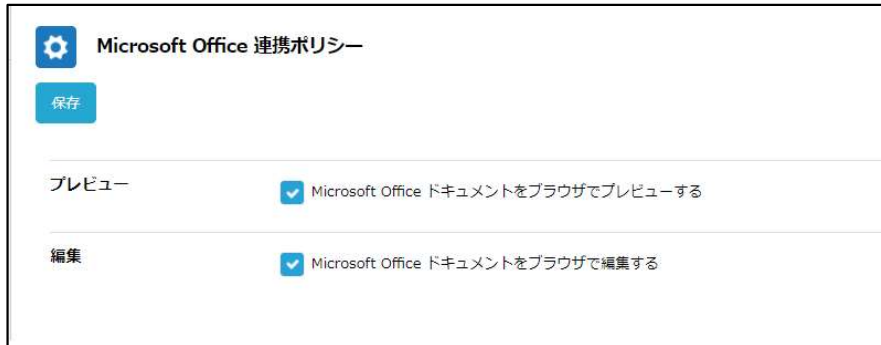 Microsoft Office 連携ポリシー
保存
プレビュー
Microsoft Office ドキュメントをブラウザでプレビューする
編集
Microsoft Office ドキュメントをブラウザで編集する